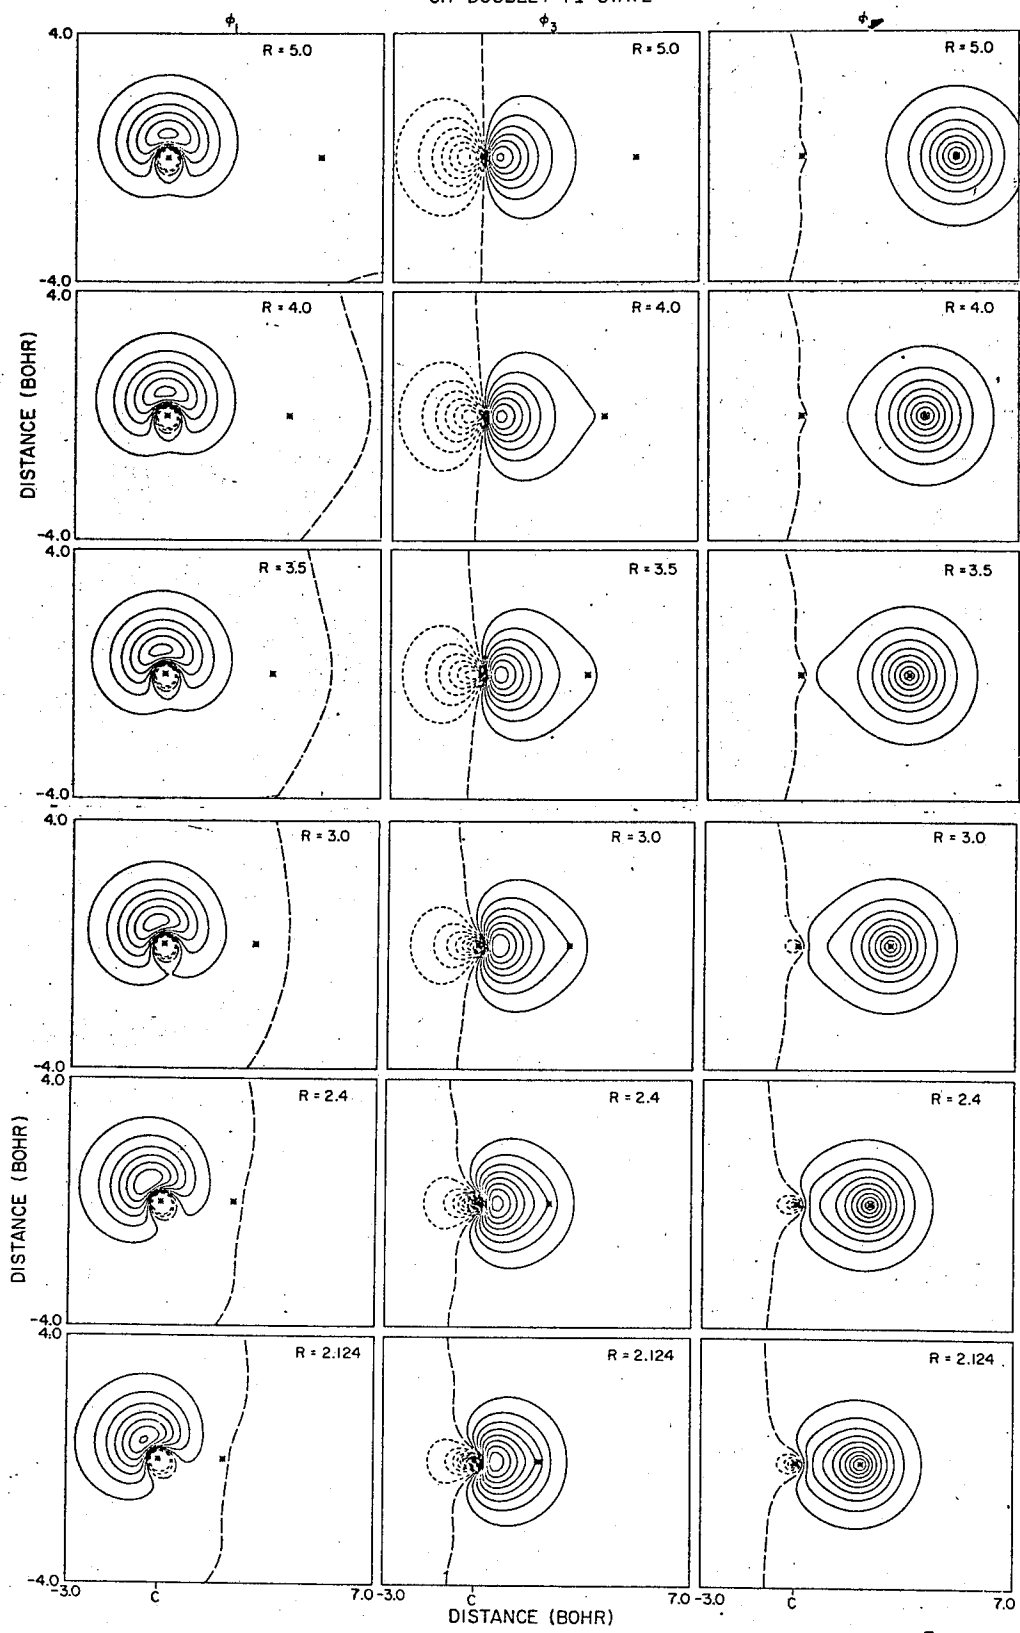 ϕ1 ϕ3
4.0 R = 5.0 R = 5.0 R = 5.0
-4.0
4.0 R = 4.0 R = 4.0 R = 4.0
DISTANCE (BOHR)
-4.0
4.0 R = 3.5 R = 3.5 R = 3.5
-4.0
4.0 R = 3.0 R = 3.0 R = 3.0
-4.0
4.0 R = 2.4 R = 2.4 R = 2.4
DISTANCE (BOHR)
-4.0
4.0 R = 2.124 R = 2.124 R = 2.124
-4.0
-3.0 C 7.0 -3.0 C 7.0 -3.0 C 7.0
DISTANCE (BOHR)